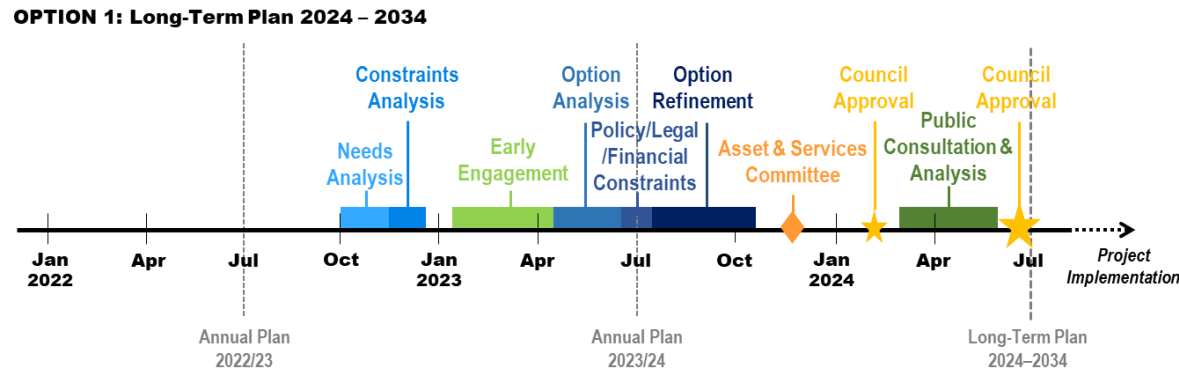 OPTION 1: Long-Term Plan 2024 – 2034
Constraints
Analysis
Option
Analysis
Option
Refinement
Council
Approval
Council
Approval
Needs
Analysis
Early
Engagement
Policy/Legal
/Financial
Constraints
Asset & Services
Committee
Public
Consultation &
Analysis
Jan
2022
Apr
Jul
Oct
Jan
2023
Apr
Jul
Oct
Jan
2024
Apr
Jul
Project
Implementation
Annual Plan
2022/23
Annual Plan
2023/24
Long-Term Plan
2024–2034